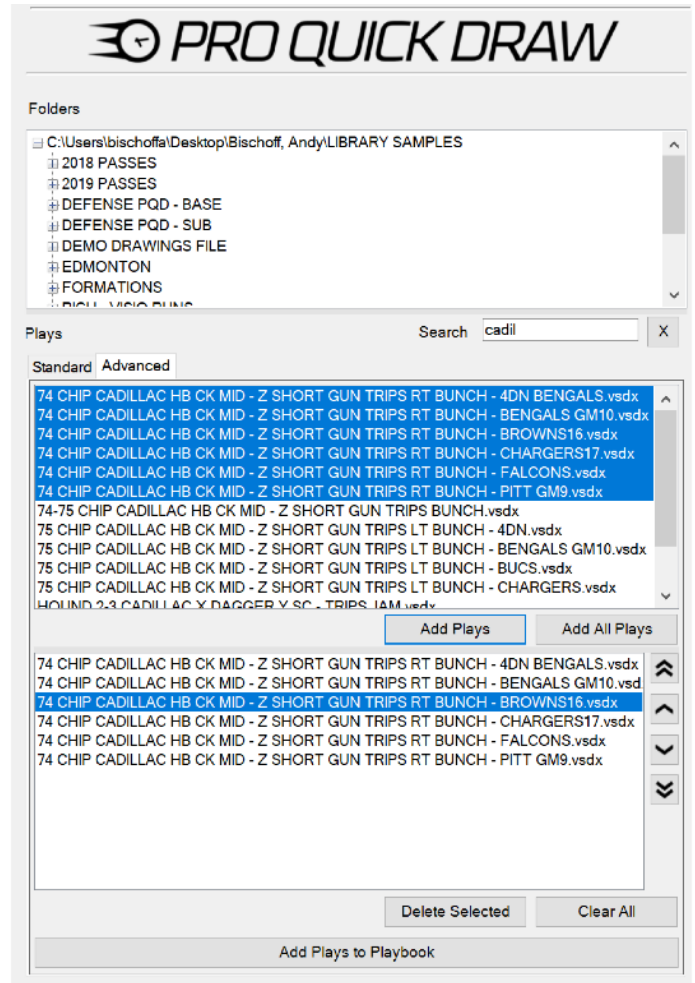 PRO QUICK DRAW
Folders
C:\Users\bischoffa\Desktop\Bischoff, Andy\LIBRARY SAMPLES
2018 PASSES
2019 PASSES
DEFENSE PQD - BASE
DEFENSE PQD - SUB
DEMO DRAWINGS FILE
EDMONTON
FORMATIONS
Plays Search cadil X
Standard Advanced
74 CHIP CADILLAC HB CK MID - Z SHORT GUN TRIPS RT BUNCH - 4DN BENGALS.vsdx
74 CHIP CADILLAC HB CK MID - Z SHORT GUN TRIPS RT BUNCH - BENGALS GM10.vsdx
74 CHIP CADILLAC HB CK MID - Z SHORT GUN TRIPS RT BUNCH - BROWNS16.vsdx
74 CHIP CADILLAC HB CK MID - Z SHORT GUN TRIPS RT BUNCH - CHARGERS17.vsdx
74 CHIP CADILLAC HB CK MID - Z SHORT GUN TRIPS RT BUNCH - FALCONS.vsdx
74 CHIP CADILLAC HB CK MID - Z SHORT GUN TRIPS RT BUNCH - PITT GM9.vsdx
74-75 CHIP CADILLAC HB CK MID - Z SHORT GUN TRIPS BUNCH.vsdx
75 CHIP CADILLAC HB CK MID - Z SHORT GUN TRIPS LT BUNCH - 4DN.vsdx
75 CHIP CADILLAC HB CK MID - Z SHORT GUN TRIPS LT BUNCH - BENGALS GM10.vsdx
75 CHIP CADILLAC HB CK MID - Z SHORT GUN TRIPS LT BUNCH - BUCS.vsdx
75 CHIP CADILLAC HB CK MID - Z SHORT GUN TRIPS LT BUNCH - CHARGERS.vsdx
HOUND 2-3 CADILLAC X DAGGER Y SC - TRIPS JAM.vsdx
Add Plays Add All Plays
74 CHIP CADILLAC HB CK MID - Z SHORT GUN TRIPS RT BUNCH - 4DN BENGALS.vsdx
74 CHIP CADILLAC HB CK MID - Z SHORT GUN TRIPS RT BUNCH - BENGALS GM10.vsd
74 CHIP CADILLAC HB CK MID - Z SHORT GUN TRIPS RT BUNCH - BROWNS16.vsdx
74 CHIP CADILLAC HB CK MID - Z SHORT GUN TRIPS RT BUNCH - CHARGERS17.vsdx
74 CHIP CADILLAC HB CK MID - Z SHORT GUN TRIPS RT BUNCH - FALCONS.vsdx
74 CHIP CADILLAC HB CK MID - Z SHORT GUN TRIPS RT BUNCH - PITT GM9.vsdx
Delete Selected Clear All
Add Plays to Playbook